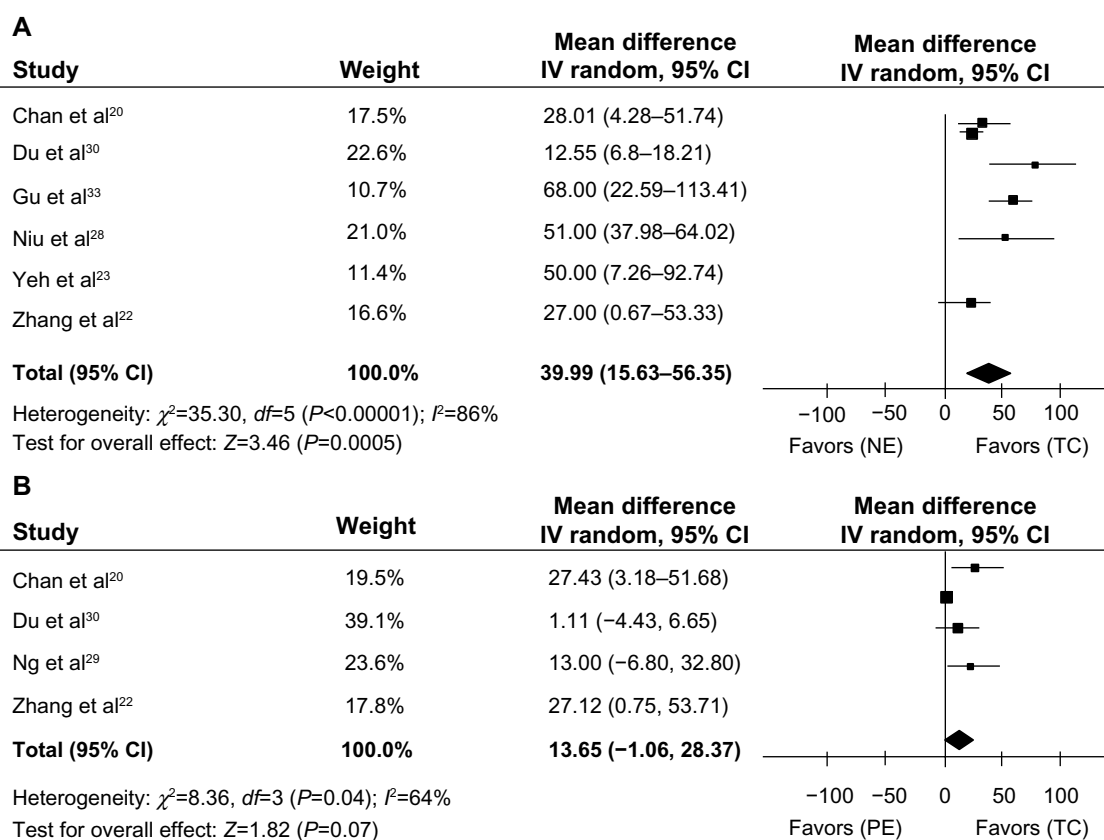 A
Study Weight Mean difference IV random, 95% CI Mean difference IV random, 95% CI
Chan et al20 17.5% 28.01 (4.28–51.74)
Du et al30 22.6% 12.55 (6.8–18.21)
Gu et al33 10.7% 68.00 (22.59–113.41)
Niu et al28 21.0% 51.00 (37.98–64.02)
Yeh et al23 11.4% 50.00 (7.26–92.74)
Zhang et al22 16.6% 27.00 (0.67–53.33)
Total (95% CI) 100.0% 39.99 (15.63–56.35)
Heterogeneity: χ2=35.30, df=5 (P<0.00001); I2=86%
Test for overall effect: Z=3.46 (P=0.0005)
−100 −50 0 50 100
Favors (NE) Favors (TC)
B
Study Weight Mean difference IV random, 95% CI Mean difference IV random, 95% CI
Chan et al20 19.5% 27.43 (3.18–51.68)
Du et al30 39.1% 1.11 (−4.43, 6.65)
Ng et al29 23.6% 13.00 (−6.80, 32.80)
Zhang et al22 17.8% 27.12 (0.75, 53.71)
Total (95% CI) 100.0% 13.65 (−1.06, 28.37)
Heterogeneity: χ2=8.36, df=3 (P=0.04); I2=64%
Test for overall effect: Z=1.82 (P=0.07)
−100 −50 0 50 100
Favors (PE) Favors (TC)